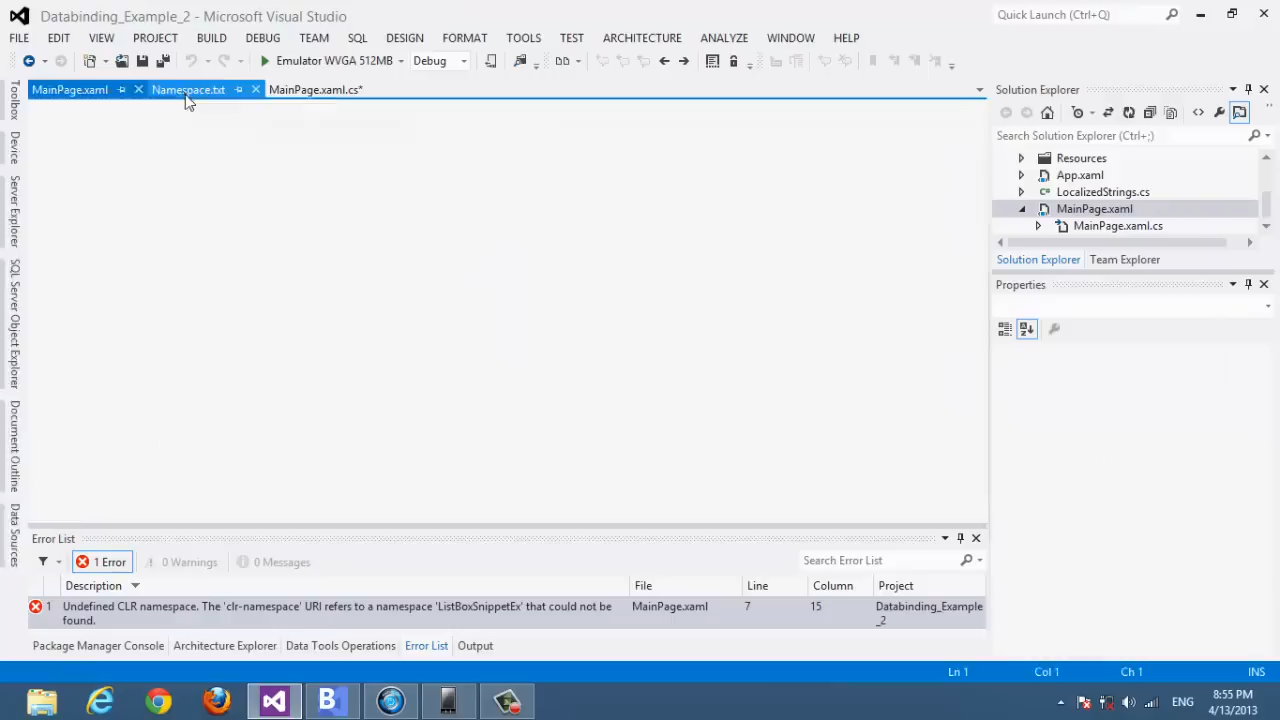 Databinding_Example_2 - Microsoft Visual Studio
Quick Launch (Ctrl+Q)
FILE EDIT VIEW PROJECT BUILD DEBUG TEAM SQL DESIGN FORMAT TOOLS TEST ARCHITECTURE ANALYZE WINDOW HELP
Emulator WVGA 512MB Debug
MainPage.xaml Namespace.txt MainPage.xaml.cs*
Toolbox
Device
Server Explorer
SQL Server Object Explorer
Document Outline
Data Sources
Solution Explorer
Search Solution Explorer (Ctrl+;)
Resources
App.xaml
LocalizedStrings.cs
MainPage.xaml
MainPage.xaml.cs
Solution Explorer Team Explorer
Properties
Error List
1 Error 0 Warnings 0 Messages
Search Error List
Description File Line Column Project
1 Undefined CLR namespace. The 'clr-namespace' URI refers to a namespace 'ListBoxSnippetEx' that could not be MainPage.xaml 7 15 Databinding_Example
found. _2
Package Manager Console Architecture Explorer Data Tools Operations Error List Output
Ln 1 Col 1 Ch 1 INS
ENG
8:55 PM
4/13/2013